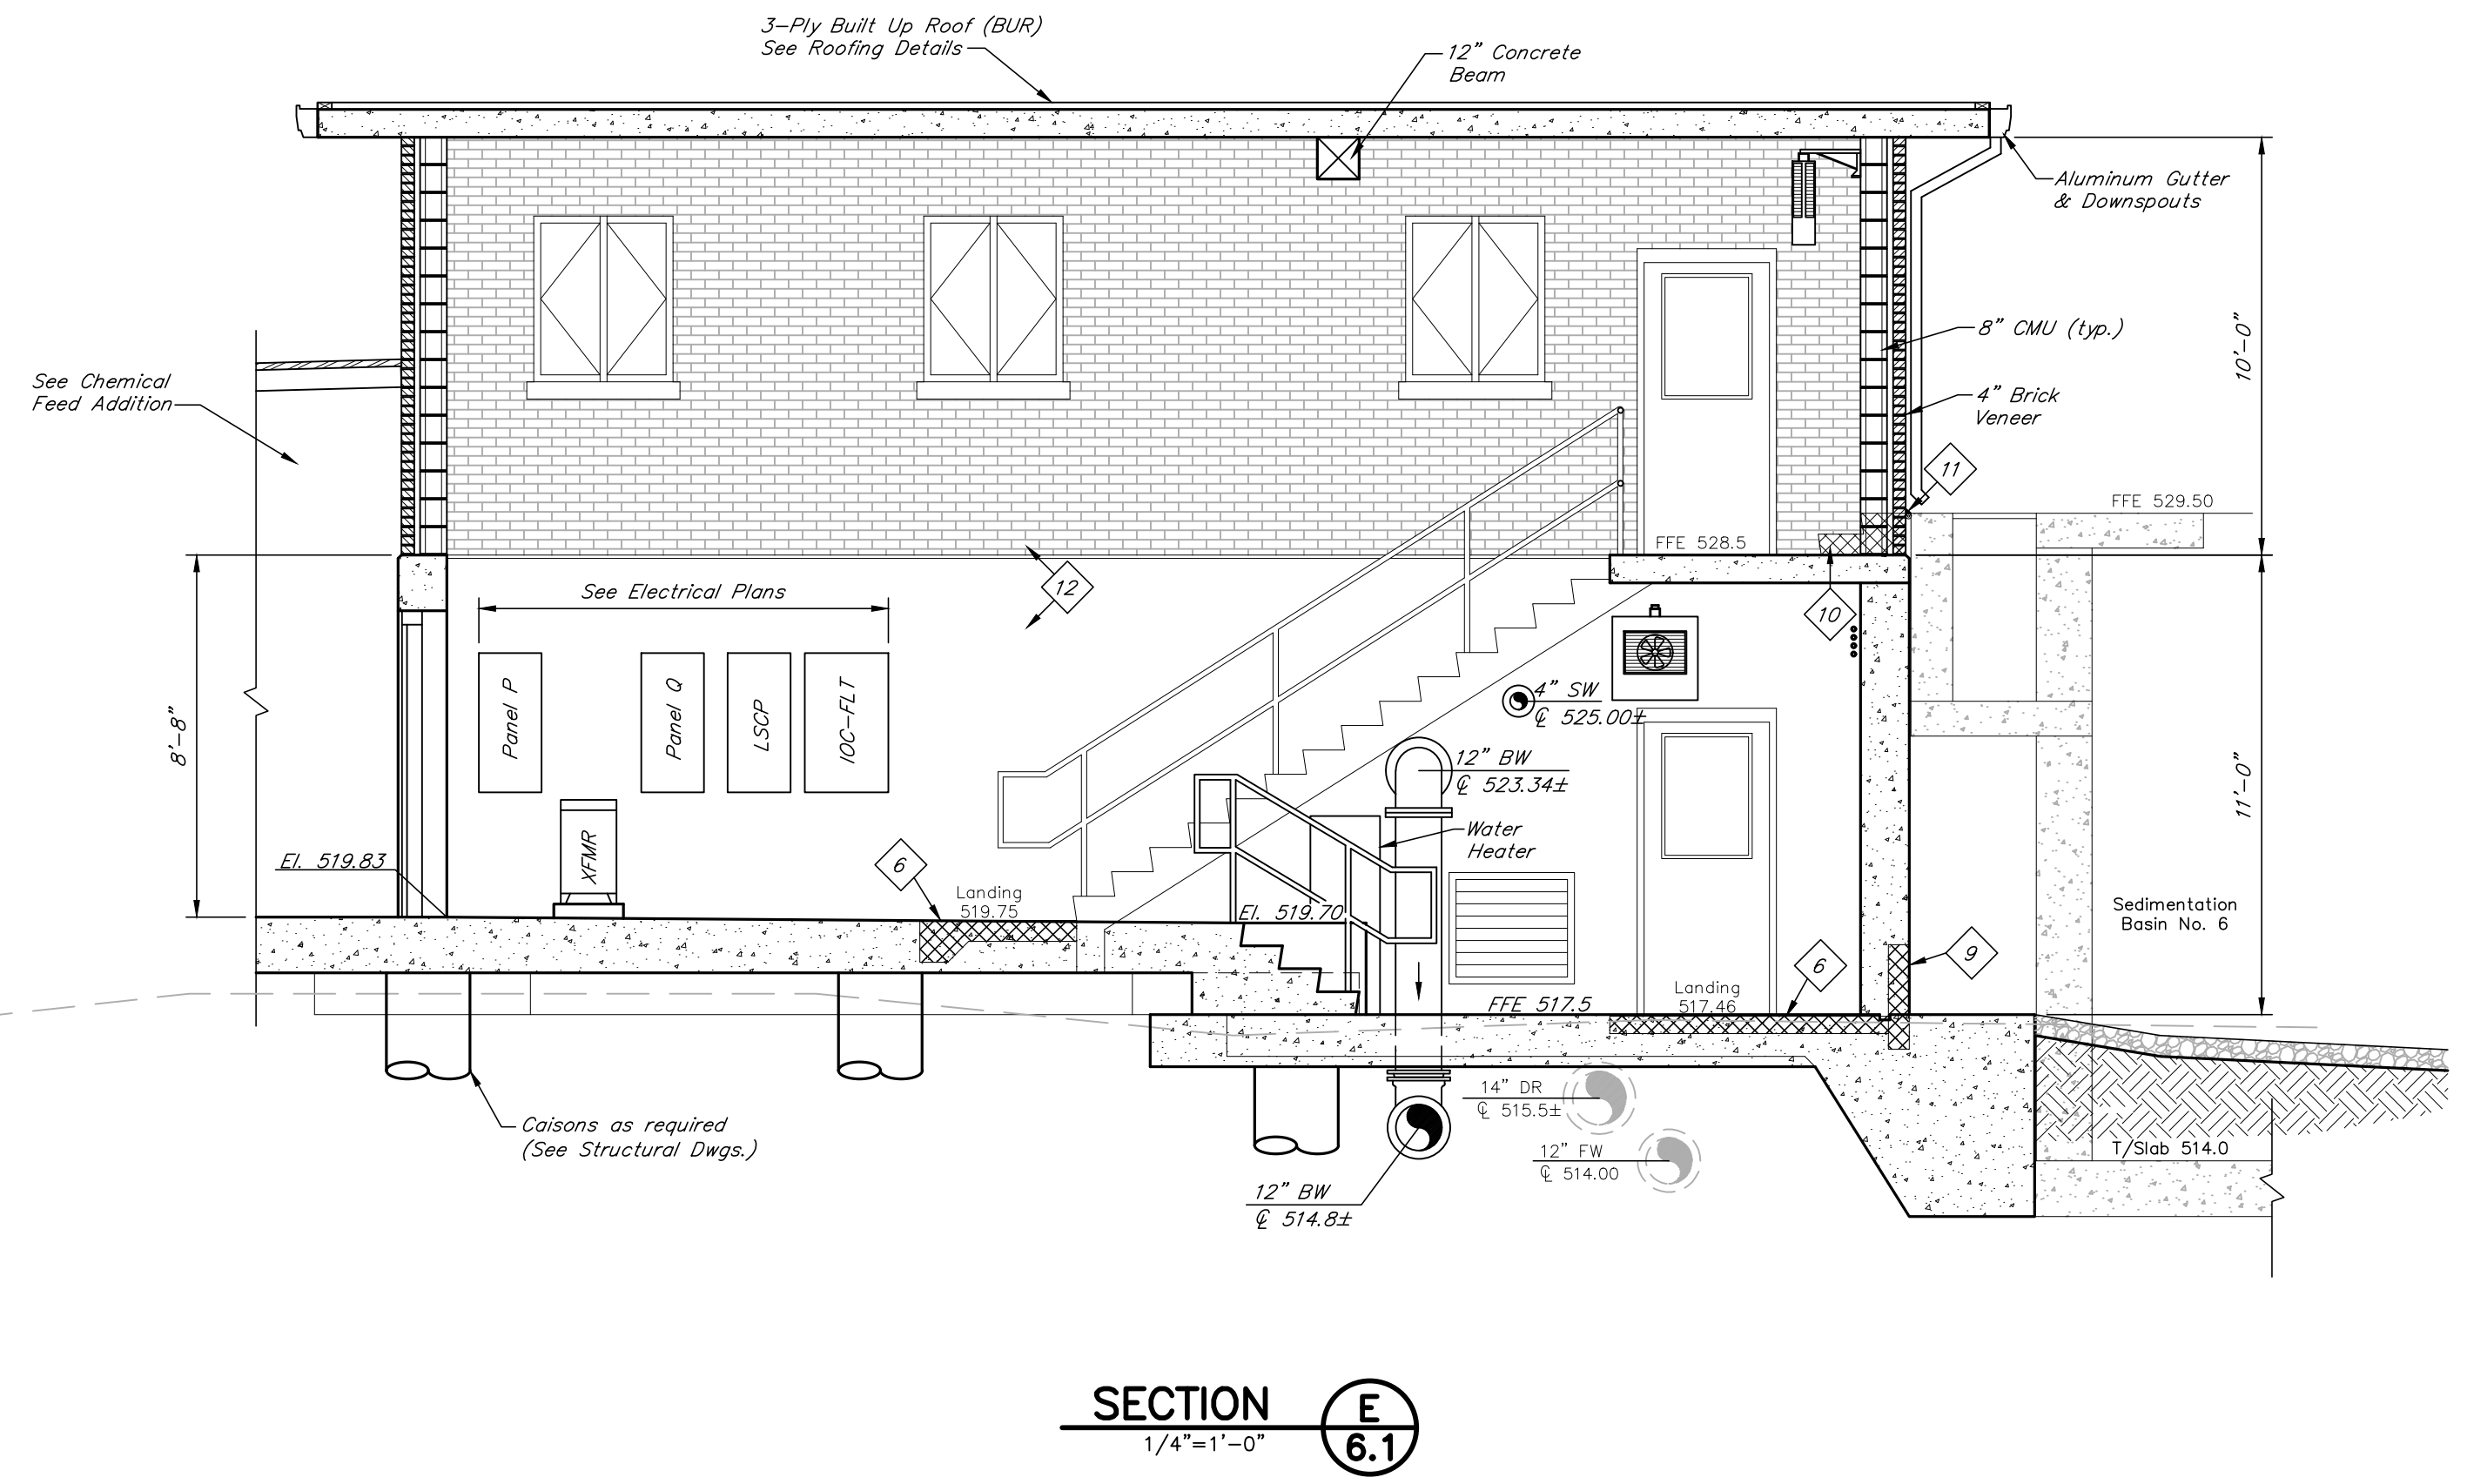 3-Ply Built Up Roof (BUR)
See Roofing Details
12" Concrete
Beam
Aluminum Gutter
& Downspouts
10'-0"
8" CMU (typ.)
See Chemical
Feed Addition
4" Brick
Veneer
11
FFE 529.50
FFE 528.5
See Electrical Plans
12
10
8'-8"
Panel P
Panel Q
LSCP
IOC-FLT
4" SW
℄ 525.00±
12" BW
℄ 523.34±
11'-0"
Water
Heater
XFMR
El. 519.83
6
Landing
519.75
El. 519.70
Sedimentation
Basin No. 6
9
6
Landing
517.46
FFE 517.5
14" DR
℄ 515.5±
Caisons as required
(See Structural Dwgs.)
12" FW
℄ 514.00
T/Slab 514.0
12" BW
℄ 514.8±
SECTION
1/4"=1'-0"
E
6.1